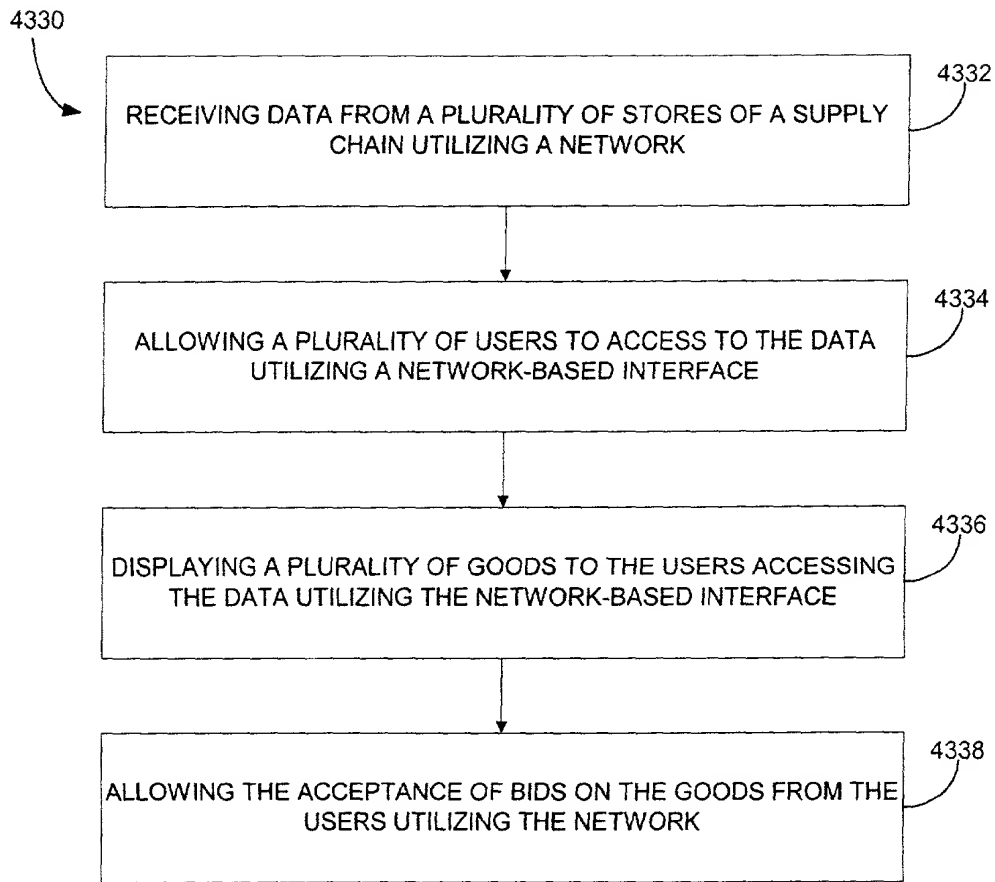 4330
4332
RECEIVING DATA FROM A PLURALITY OF STORES OF A SUPPLY
CHAIN UTILIZING A NETWORK
4334
ALLOWING A PLURALITY OF USERS TO ACCESS TO THE DATA
UTILIZING A NETWORK-BASED INTERFACE
4336
DISPLAYING A PLURALITY OF GOODS TO THE USERS ACCESSING
THE DATA UTILIZING THE NETWORK-BASED INTERFACE
4338
ALLOWING THE ACCEPTANCE OF BIDS ON THE GOODS FROM THE
USERS UTILIZING THE NETWORK